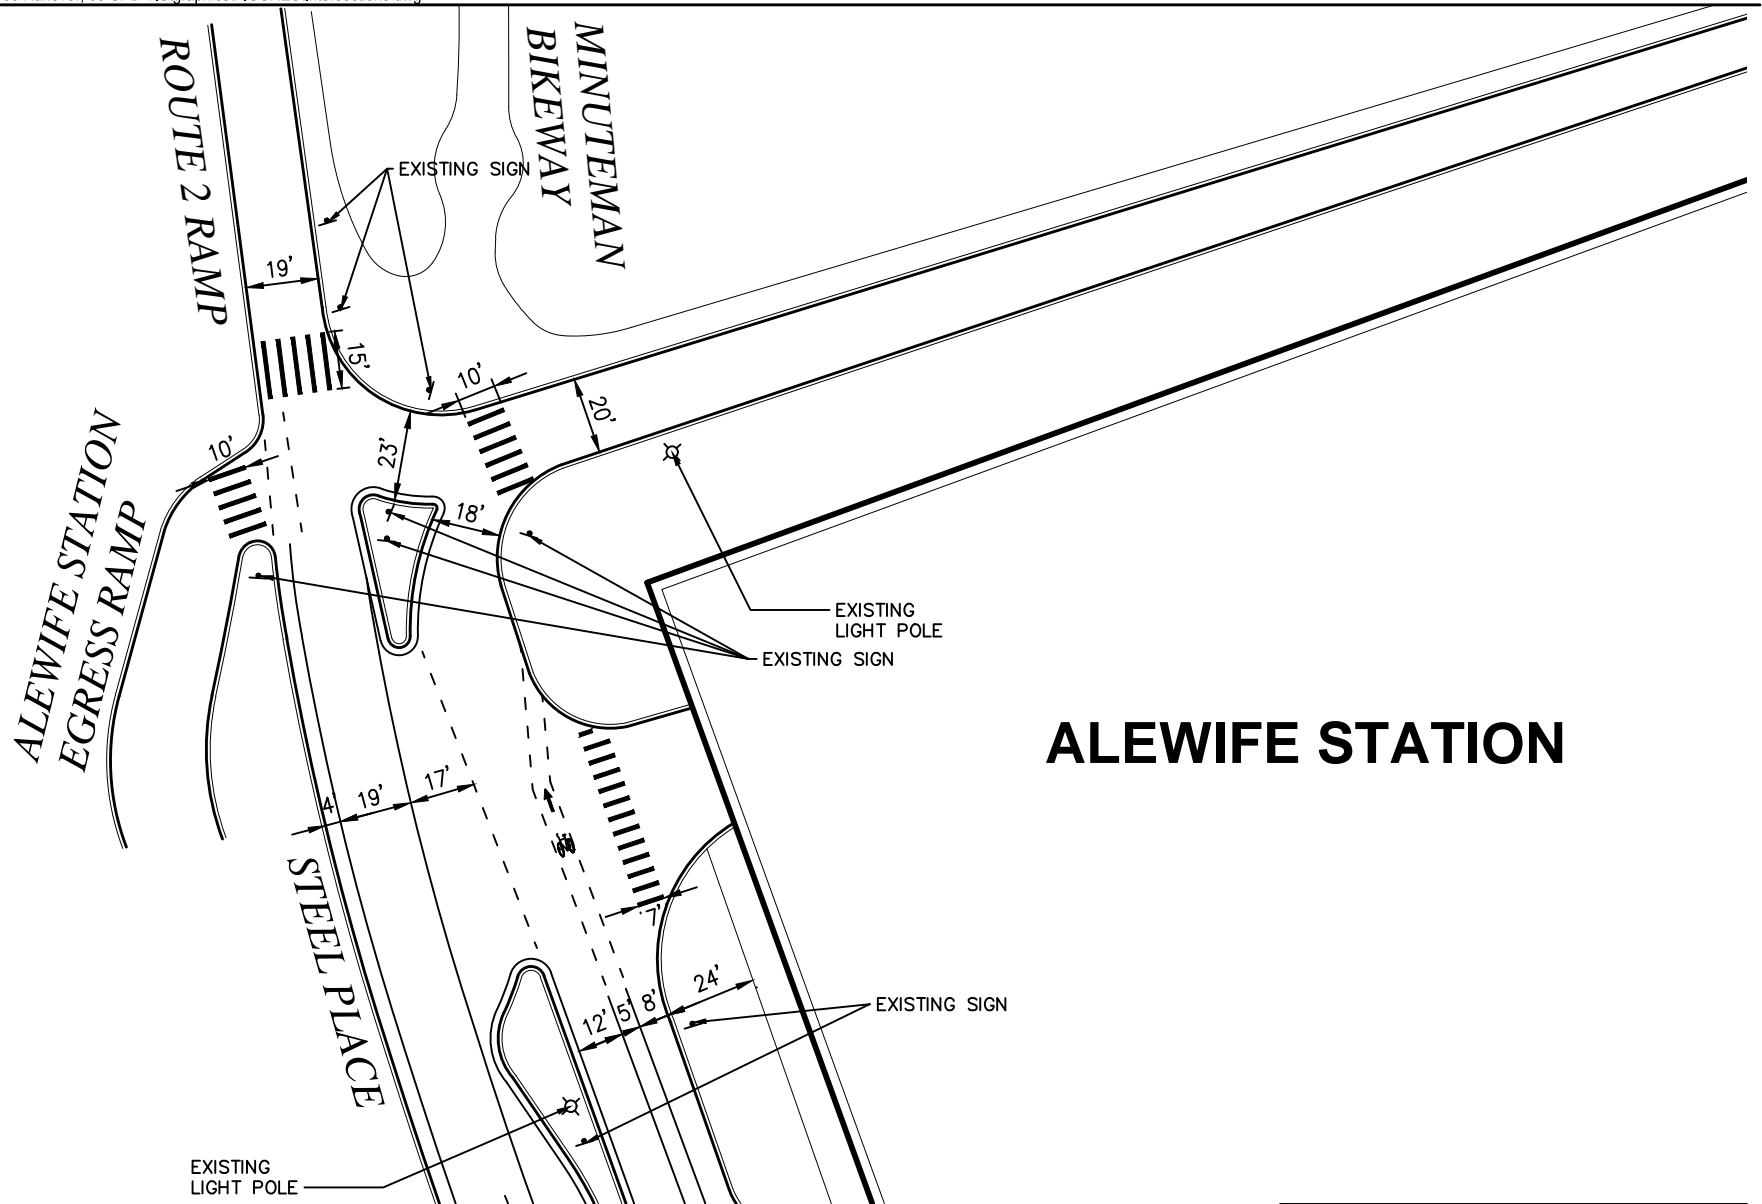 ROUTE 2 RAMP
MINUTEMAN
BIKEWAY
EXISTING SIGN
19'
15'
10'
20'
23'
10'
18'
ALEWIFE STATION
EGRESS RAMP
EXISTING
LIGHT POLE
EXISTING SIGN
ALEWIFE STATION
4'
19'
17'
STEEL PLACE
7'
24'
8'
5'
12'
EXISTING SIGN
EXISTING
LIGHT POLE